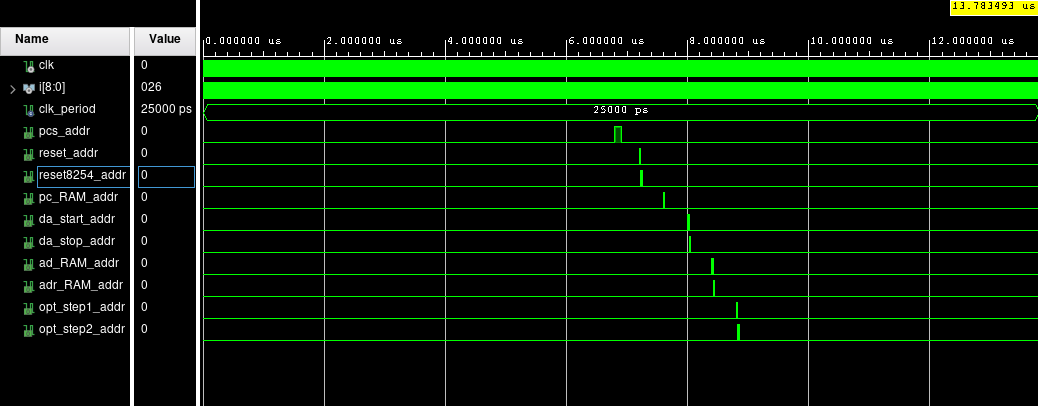 13.783493 us
Name Value
0.000000 us 2.000000 us 4.000000 us 6.000000 us 8.000000 us 10.000000 us 12.000000 us
clk 0
i[8:0] 026
clk_period 25000 ps 25000 ps
pcs_addr 0
reset_addr 0
reset8254_addr 0
pc_RAM_addr 0
da_start_addr 0
da_stop_addr 0
ad_RAM_addr 0
adr_RAM_addr 0
opt_step1_addr 0
opt_step2_addr 0